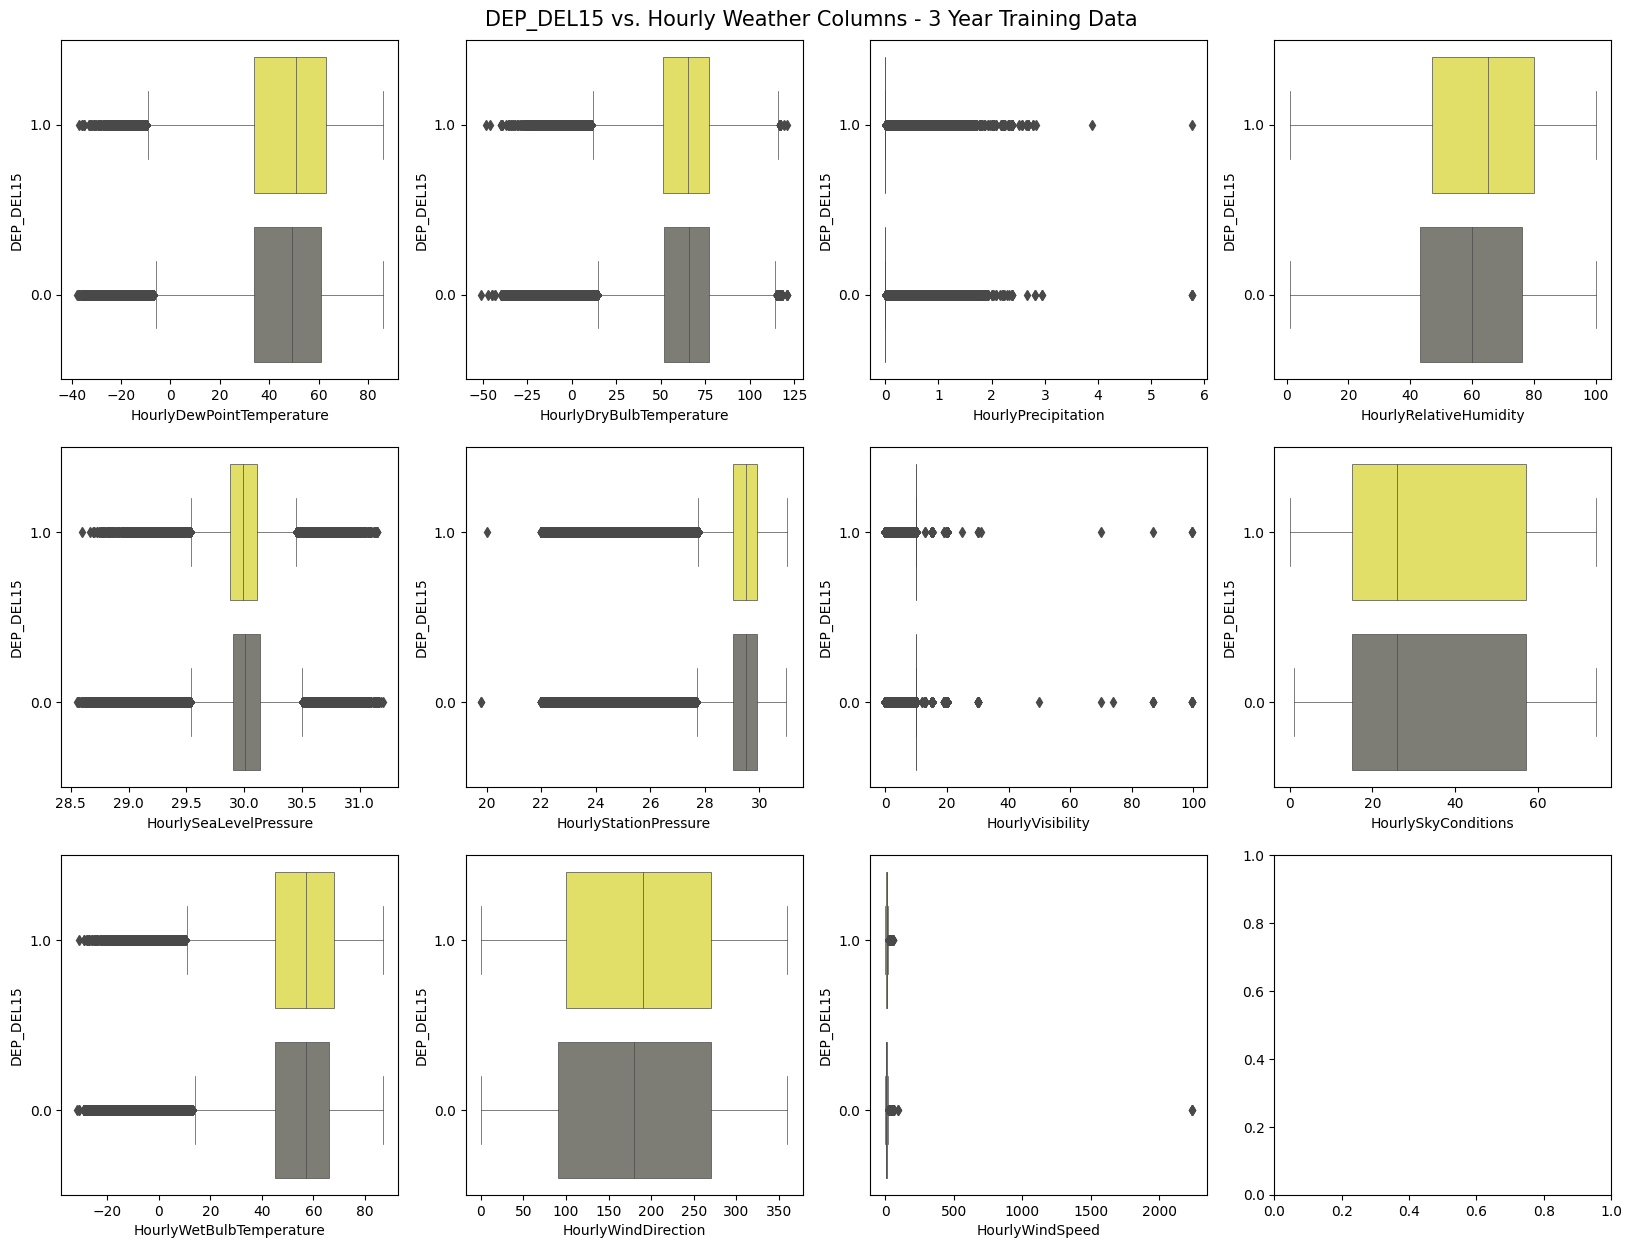 DEP_DEL15 vs. Hourly Weather Columns - 3 Year Training Data
DEP_DEL15
1.0
0.0
−40 −20 0 20 40 60 80
HourlyDewPointTemperature
DEP_DEL15
1.0
0.0
−50 −25 0 25 50 75 100 125
HourlyDryBulbTemperature
DEP_DEL15
1.0
0.0
0 1 2 3 4 5 6
HourlyPrecipitation
DEP_DEL15
1.0
0.0
0 20 40 60 80 100
HourlyRelativeHumidity
DEP_DEL15
1.0
0.0
28.5 29.0 29.5 30.0 30.5 31.0
HourlySeaLevelPressure
DEP_DEL15
1.0
0.0
20 22 24 26 28 30
HourlyStationPressure
DEP_DEL15
1.0
0.0
0 20 40 60 80 100
HourlyVisibility
DEP_DEL15
1.0
0.0
0 20 40 60
HourlySkyConditions
DEP_DEL15
1.0
0.0
−20 0 20 40 60 80
HourlyWetBulbTemperature
DEP_DEL15
1.0
0.0
0 50 100 150 200 250 300 350
HourlyWindDirection
DEP_DEL15
1.0
0.0
0 500 1000 1500 2000
HourlyWindSpeed
1.0
0.8
0.6
0.4
0.2
0.0
0.0 0.2 0.4 0.6 0.8 1.0